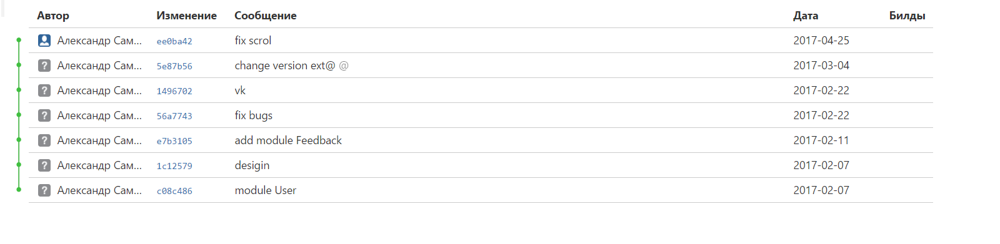 Автор Изменение Сообщение Дата Билды
Александр Сам... ee0ba42 fix scrol 2017-04-25
? Александр Сам... 5e87b56 change version ext@ @ 2017-03-04
? Александр Сам... 1496702 vk 2017-02-22
? Александр Сам... 56a7743 fix bugs 2017-02-22
? Александр Сам... e7b3105 add module Feedback 2017-02-11
? Александр Сам... 1c12579 desigin 2017-02-07
? Александр Сам... c08c486 module User 2017-02-07